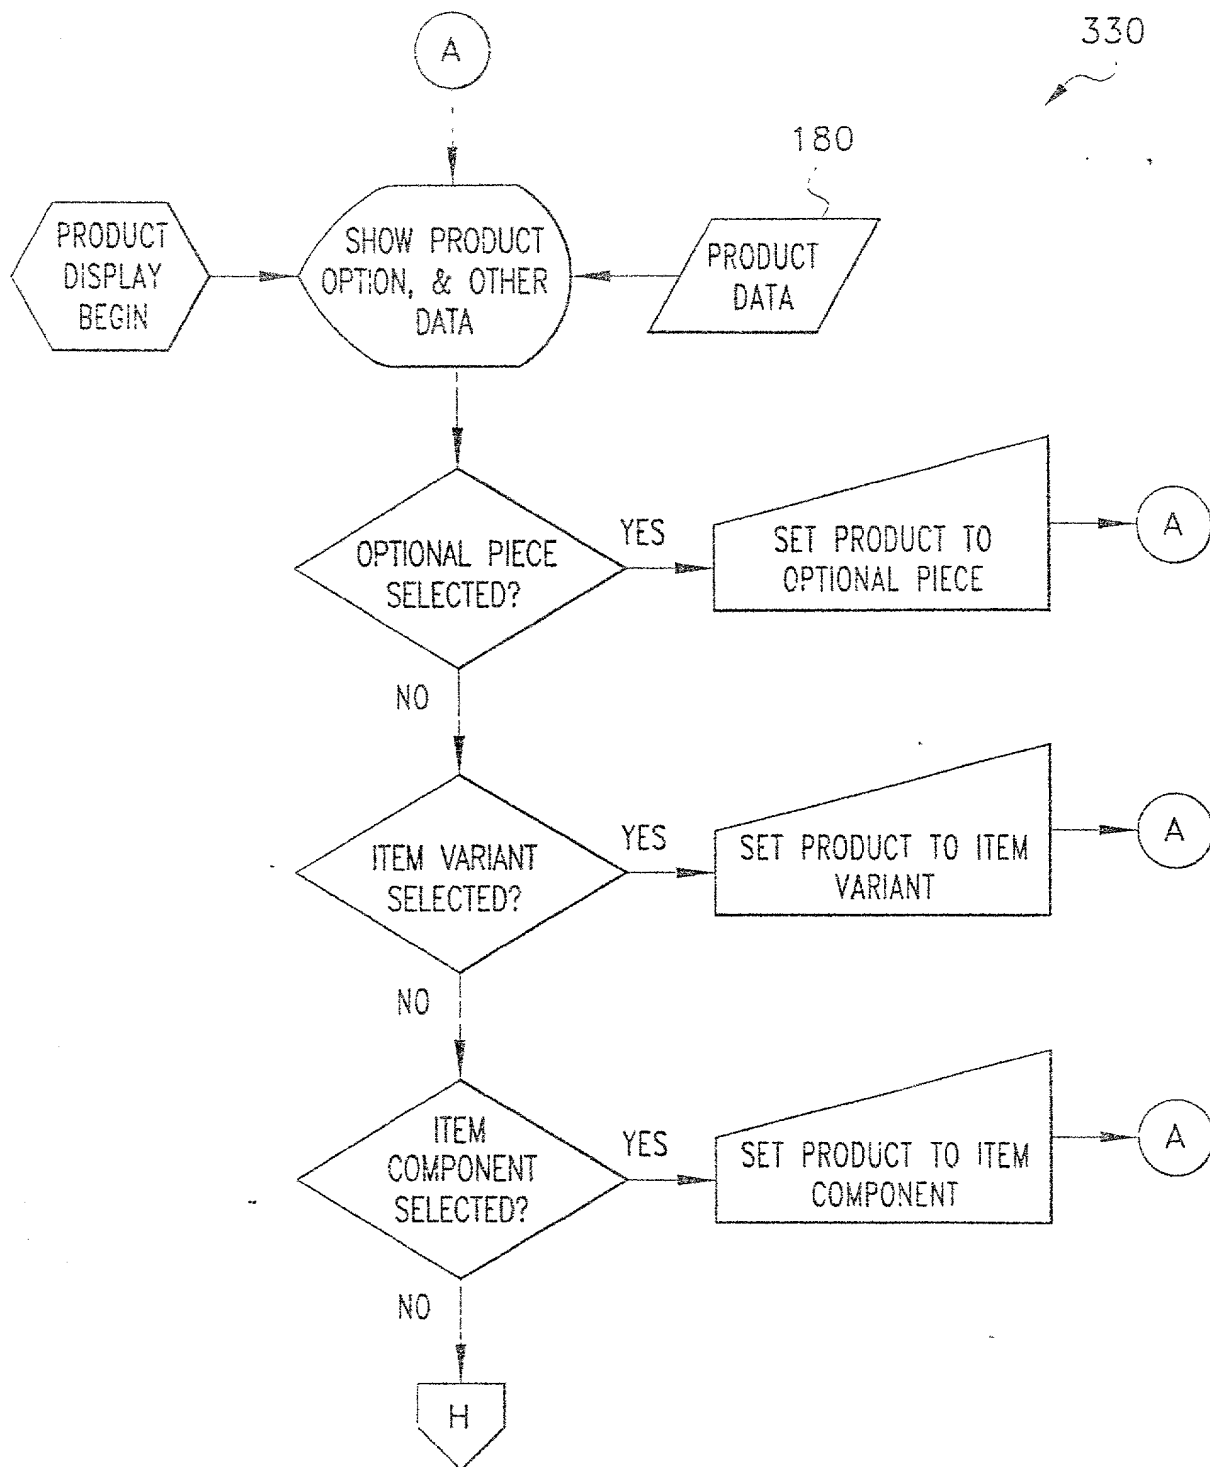 A
330
180
PRODUCT
DISPLAY
BEGIN
SHOW PRODUCT
OPTION, & OTHER
DATA
PRODUCT
DATA
OPTIONAL PIECE
SELECTED?
YES
SET PRODUCT TO
OPTIONAL PIECE
A
NO
ITEM VARIANT
SELECTED?
YES
SET PRODUCT TO ITEM
VARIANT
A
NO
ITEM
COMPONENT
SELECTED?
YES
SET PRODUCT TO ITEM
COMPONENT
A
NO
H